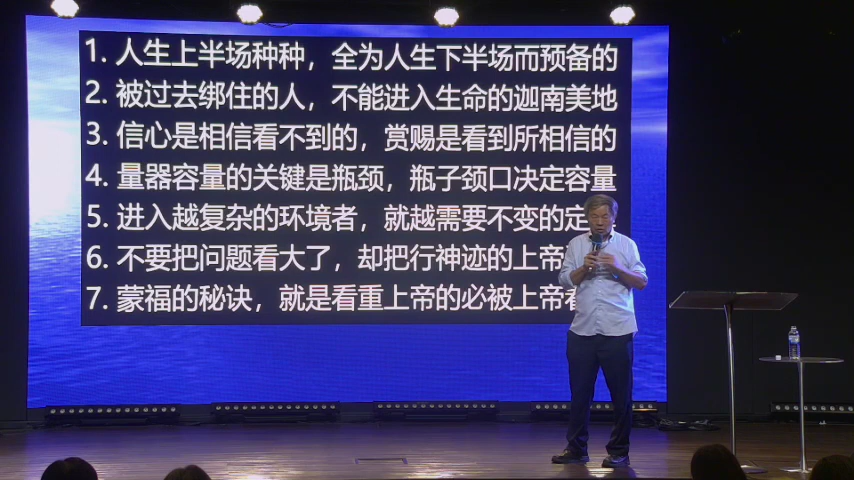 1. 人生上半场种种，全为人生下半场而预备的
2. 被过去绑住的人，不能进入生命的迦南美地
3. 信心是相信看不到的，赏赐是看到所相信的
4. 量器容量的关键是瓶颈，瓶子颈口决定容量
5. 进入越复杂的环境者，就越需要不变的定
6. 不要把问题看大了，却把行神迹的上帝
7. 蒙福的秘诀，就是看重上帝的必被上帝看